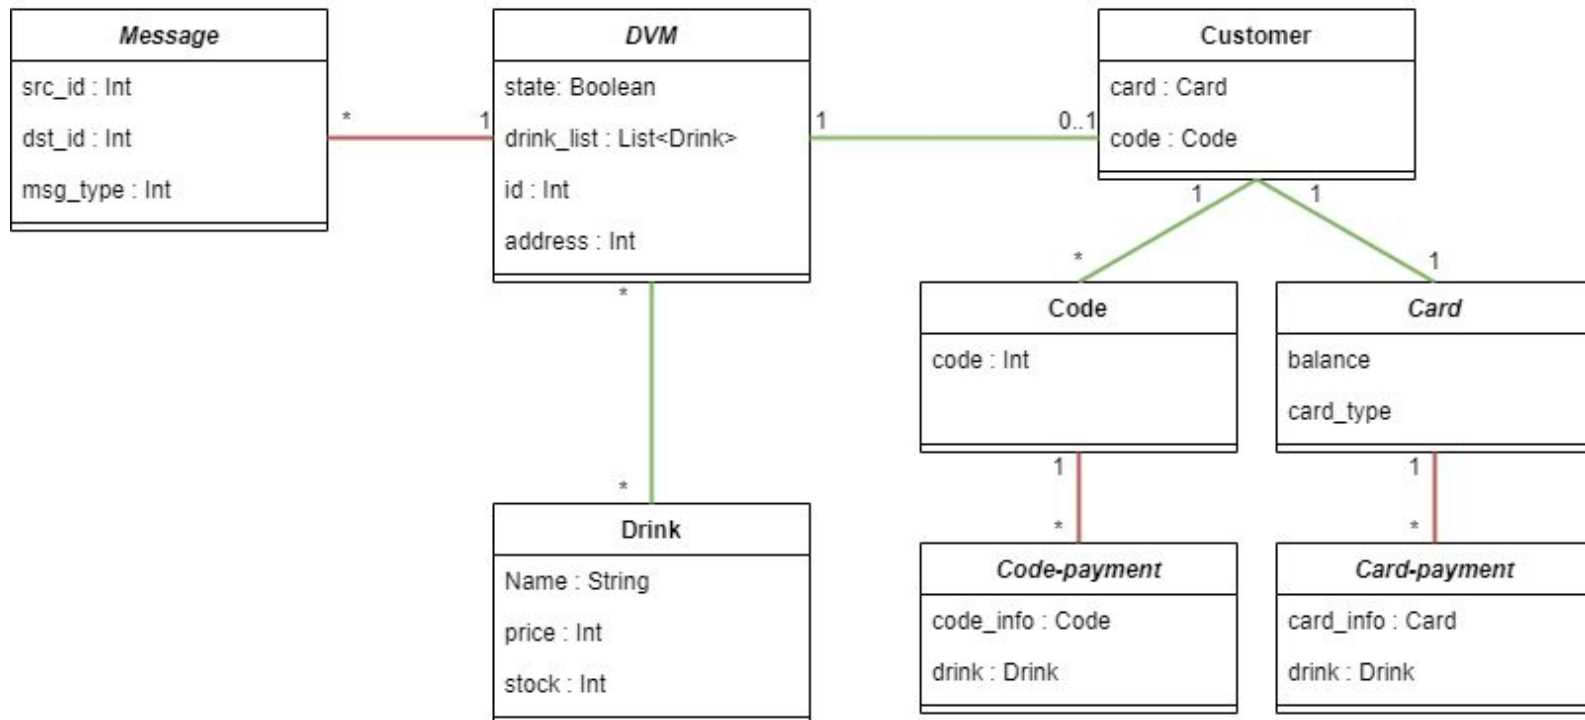 Message
src_id : Int
dst_id : Int
msg_type : Int
*
1
DVM
state: Boolean
drink_list : List<Drink>
id : Int
address : Int
1
0..1
Customer
card : Card
code : Code
1
1
*
1
Code
code : Int
Card
balance
card_type
*
*
Drink
Name : String
price : Int
stock : Int
1
*
1
*
Code-payment
code_info : Code
drink : Drink
Card-payment
card_info : Card
drink : Drink